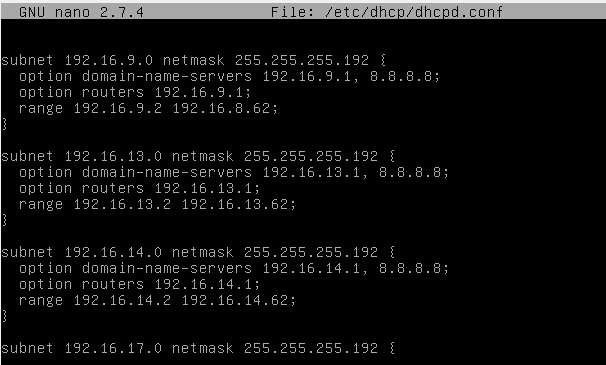 GNU nano 2.7.4 File: /etc/dhcp/dhcpd.conf
subnet 192.16.9.0 netmask 255.255.255.192 {
option domain-name-servers 192.16.9.1, 8.8.8.8;
option routers 192.16.9.1;
range 192.16.9.2 192.16.8.62;
}
subnet 192.16.13.0 netmask 255.255.255.192 {
option domain-name-servers 192.16.13.1, 8.8.8.8;
option routers 192.16.13.1;
range 192.16.13.2 192.16.13.62;
}
subnet 192.16.14.0 netmask 255.255.255.192 {
option domain-name-servers 192.16.14.1, 8.8.8.8;
option routers 192.16.14.1;
range 192.16.14.2 192.16.14.62;
}
subnet 192.16.17.0 netmask 255.255.255.192 {